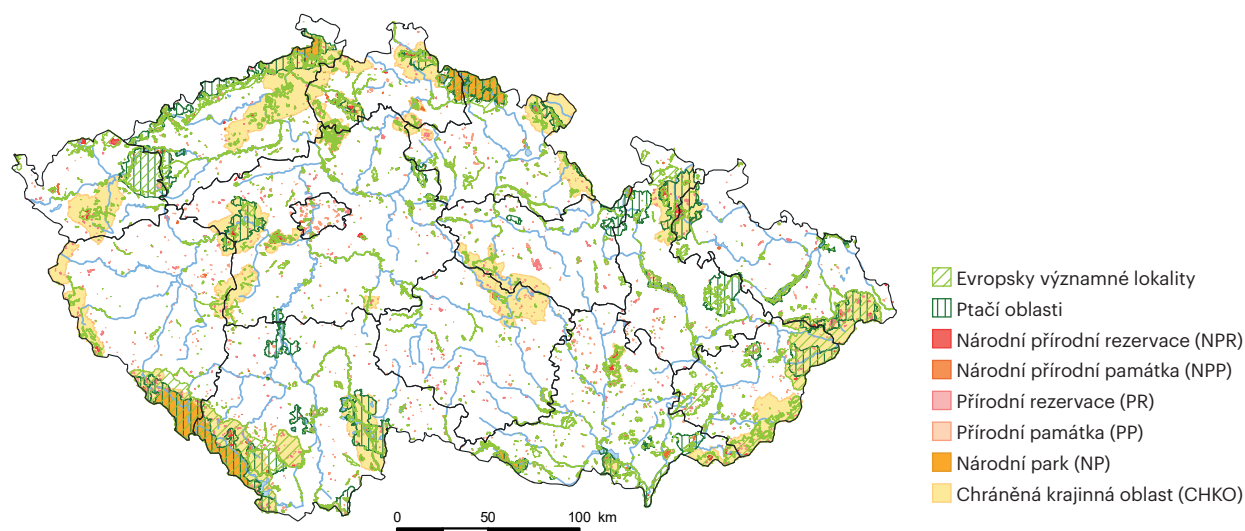 Evropsky významné lokality
Ptačí oblasti
Národní přírodní rezervace (NPR)
Národní přírodní památka (NPP)
Přírodní rezervace (PR)
Přírodní památka (PP)
Národní park (NP)
Chráněná krajinná oblast (CHKO)
0 50 100 km